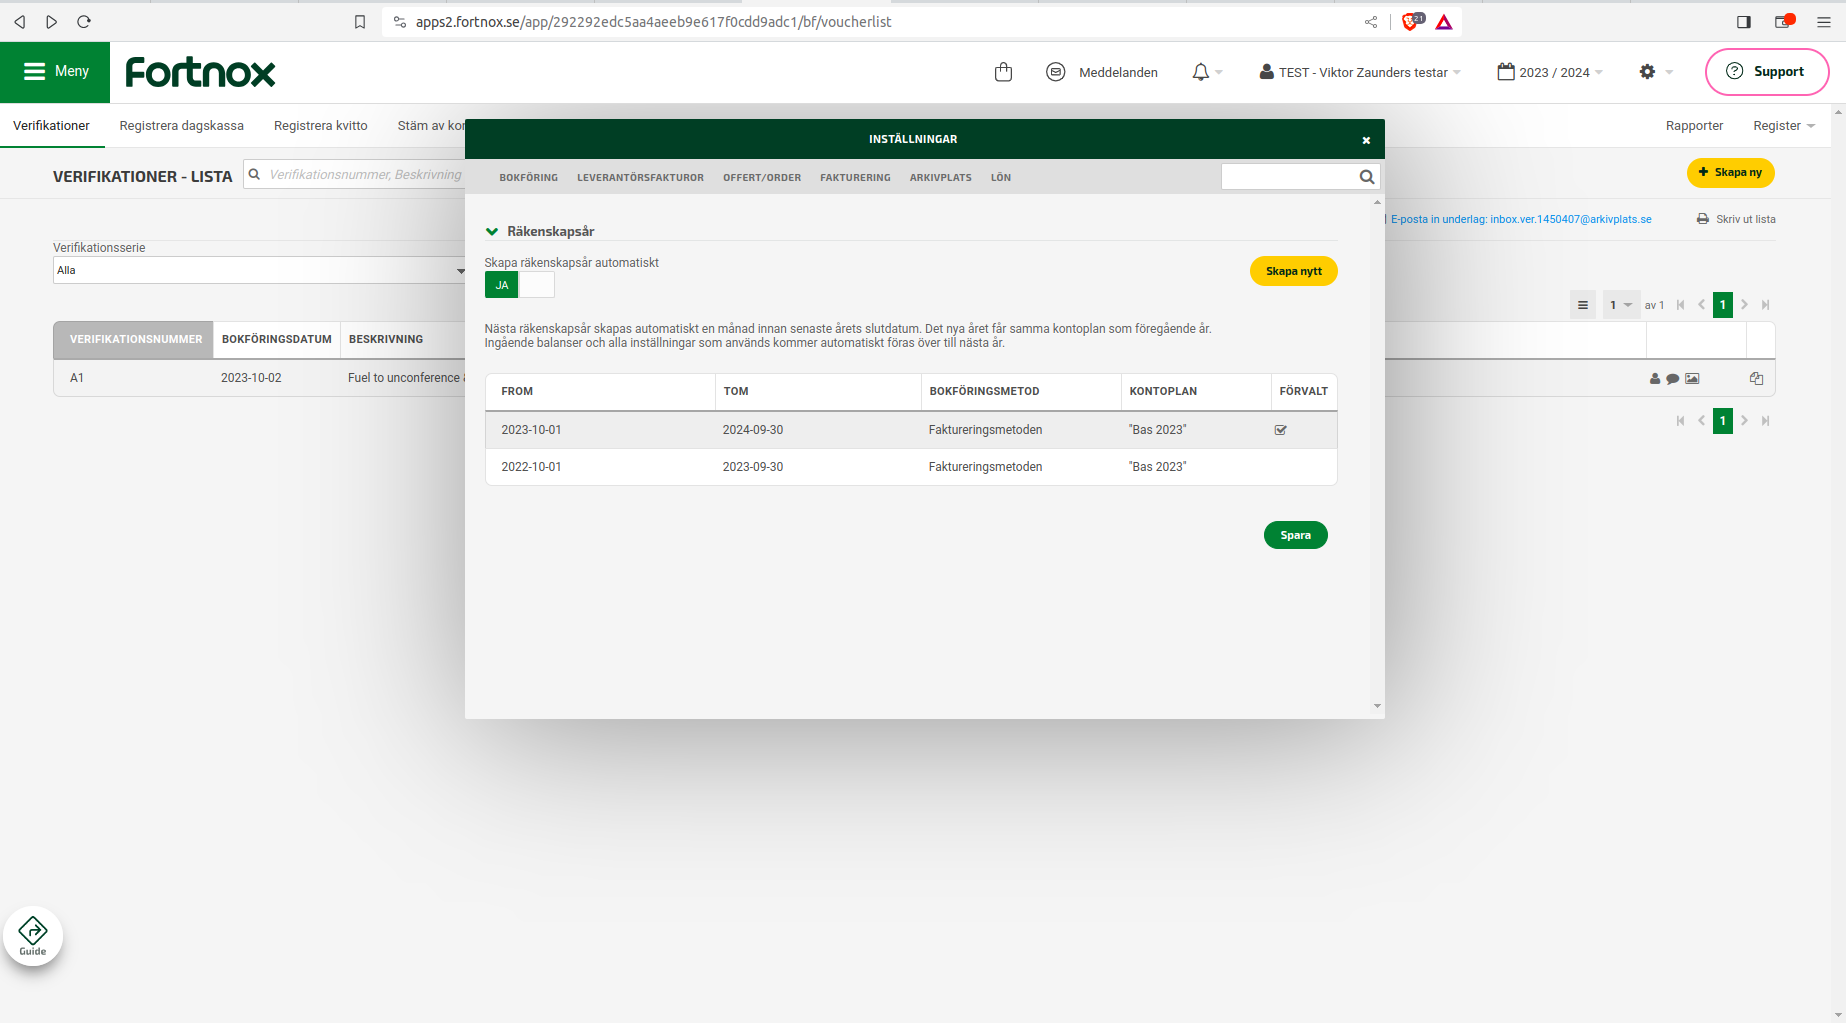 apps2.fortnox.se/app/292292edc5aa4aeeb9e617f0cdd9adc1/bf/voucherlist
21
Meny
Fortnox
Meddelanden
TEST - Viktor Zaunders testar
2023 / 2024
Support
Verifikationer
Registrera dagskassa
Registrera kvitto
Stäm av kon
Rapporter
Register
INSTÄLLNINGAR
VERIFIKATIONER - LISTA
Verifikationsnummer, Beskrivning
BOKFÖRING
LEVERANTÖRSFAKTUROR
OFFERT/ORDER
FAKTURERING
ARKIVPLATS
LÖN
Skapa ny
E-posta in underlag: inbox.ver.1450407@arkivplats.se
Skriv ut lista
Räkenskapsår
Verifikationsserie
Alla
Skapa räkenskapsår automatiskt
JA
Skapa nytt
1
av 1
1
Nästa räkenskapsår skapas automatiskt en månad innan senaste årets slutdatum. Det nya året får samma kontoplan som föregående år.
Ingående balanser och alla inställningar som används kommer automatiskt föras över till nästa år.
VERIFIKATIONSNUMMER
BOKFÖRINGSDATUM
BESKRIVNING
A1
2023-10-02
Fuel to unconference
FROM
TOM
BOKFÖRINGSMETOD
KONTOPLAN
FÖRVALT
2023-10-01
2024-09-30
Faktureringsmetoden
"Bas 2023"
2022-10-01
2023-09-30
Faktureringsmetoden
"Bas 2023"
1
Spara
Guide